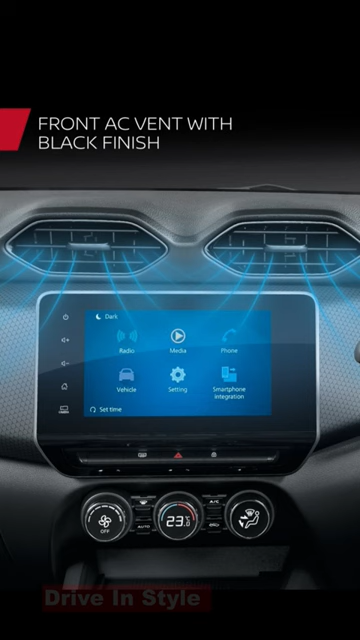 FRONT AC VENT WITH
BLACK FINISH
Dark
Radio
Media
Phone
Vehicle
Setting
Smartphone
integration
Set time
OFF
AUTO
23.5°C
A/C
Drive In Style